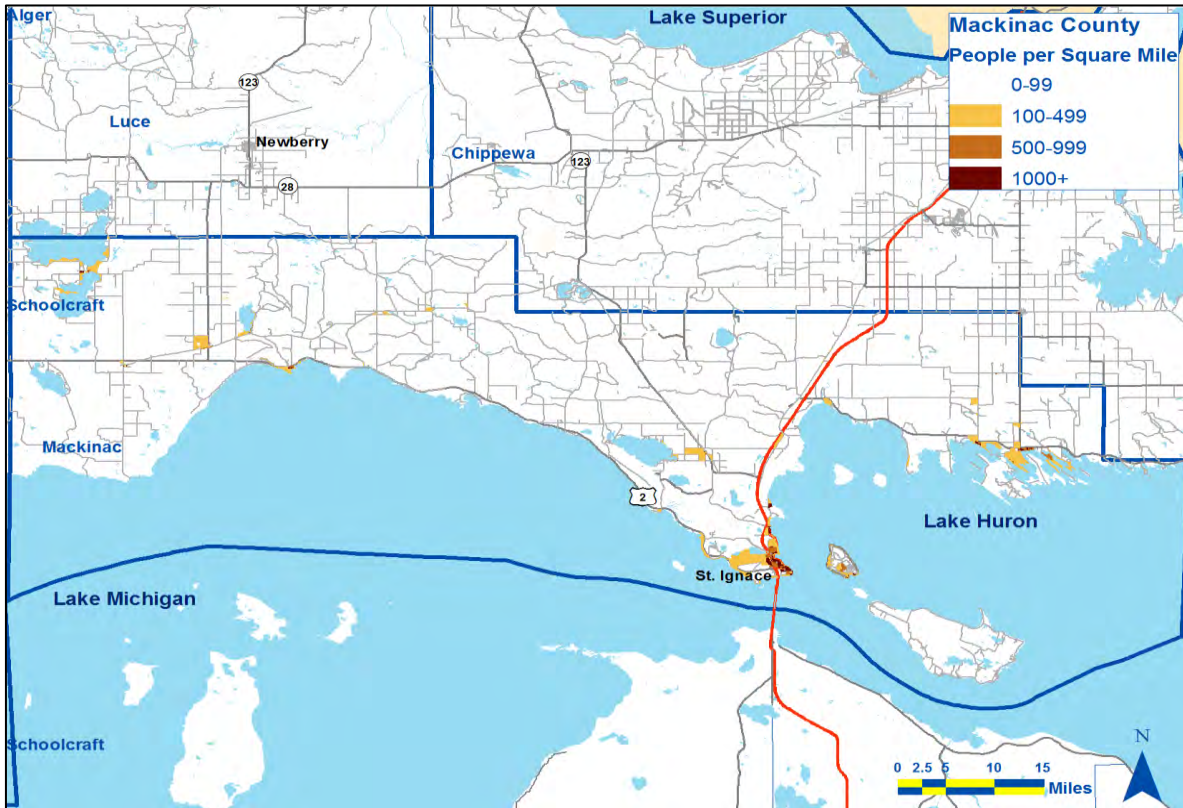 Alger
Lake Superior
Mackinac County
People per Square Mile
0-99
100-499
500-999
1000+
123
Luce
Newberry
Chippewa
123
28
Schoolcraft
Mackinac
2
Lake Huron
St. Ignace
Lake Michigan
Schoolcraft
N
0 2.5 5 10 15
Miles